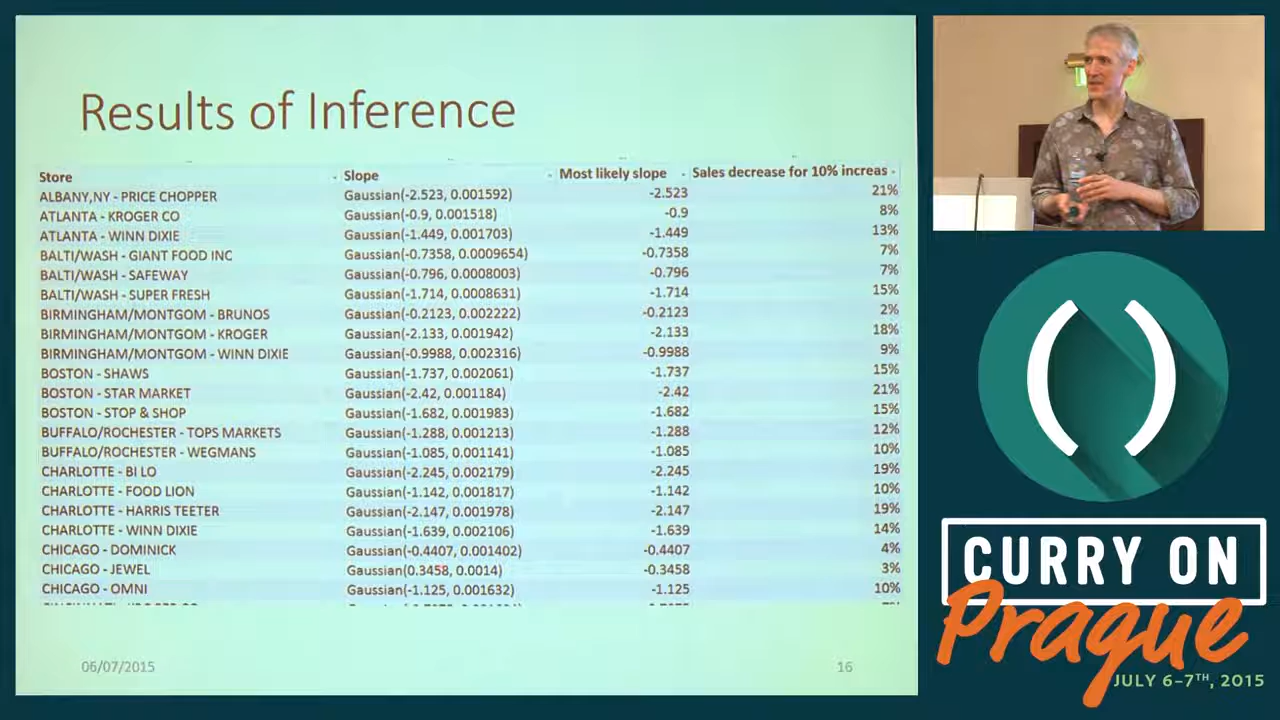 Results of Inference
Store Slope Most likely slope Sales decrease for 10% increas
ALBANY,NY - PRICE CHOPPER Gaussian(-2.523, 0.001592) -2.523 21%
ATLANTA - KROGER CO Gaussian(-0.9, 0.001518) -0.9 8%
ATLANTA - WINN DIXIE Gaussian(-1.449, 0.001703) -1.449 13%
BALTI/WASH - GIANT FOOD INC Gaussian(-0.7358, 0.0009654) -0.7358 7%
BALTI/WASH - SAFEWAY Gaussian(-0.796, 0.0008003) -0.796 7%
BALTI/WASH - SUPER FRESH Gaussian(-1.714, 0.0008631) -1.714 15%
BIRMINGHAM/MONTGOM - BRUNOS Gaussian(-0.2123, 0.002222) -0.2123 2%
BIRMINGHAM/MONTGOM - KROGER Gaussian(-2.133, 0.001942) -2.133 18%
BIRMINGHAM/MONTGOM - WINN DIXIE Gaussian(-0.9988, 0.002316) -0.9988 9%
BOSTON - SHAWS Gaussian(-1.737, 0.002061) -1.737 15%
BOSTON - STAR MARKET Gaussian(-2.42, 0.001184) -2.42 21%
BOSTON - STOP & SHOP Gaussian(-1.682, 0.001983) -1.682 15%
BUFFALO/ROCHESTER - TOPS MARKETS Gaussian(-1.288, 0.001213) -1.288 12%
BUFFALO/ROCHESTER - WEGMANS Gaussian(-1.085, 0.001141) -1.085 10%
CHARLOTTE - BI LO Gaussian(-2.245, 0.002179) -2.245 19%
CHARLOTTE - FOOD LION Gaussian(-1.142, 0.001817) -1.142 10%
CHARLOTTE - HARRIS TEETER Gaussian(-2.147, 0.001978) -2.147 19%
CHARLOTTE - WINN DIXIE Gaussian(-1.639, 0.002106) -1.639 14%
CHICAGO - DOMINICK Gaussian(-0.4407, 0.001402) -0.4407 4%
CHICAGO - JEWEL Gaussian(0.3458, 0.0014) -0.3458 3%
CHICAGO - OMNI Gaussian(-1.125, 0.001632) -1.125 10%
06/07/2015 16
()
CURRY ON
Prague
JULY 6-7TH, 2015